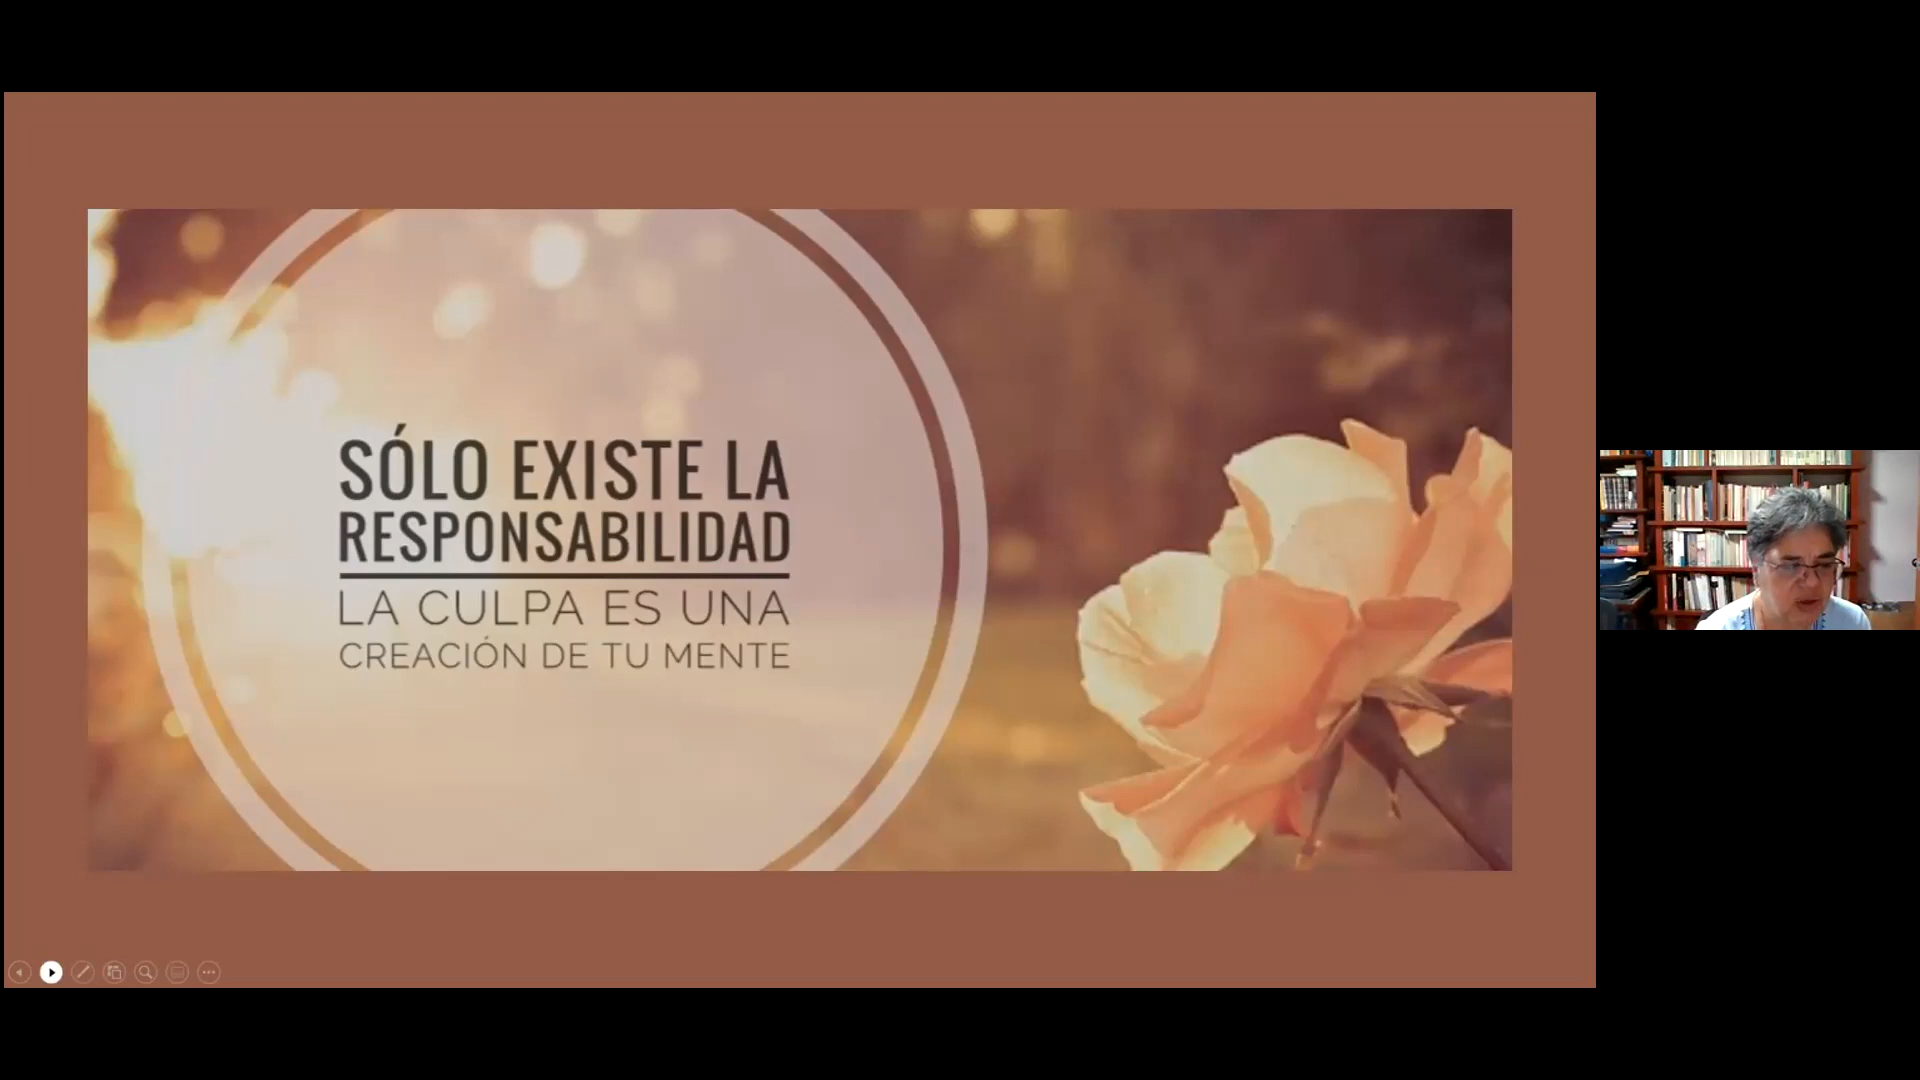 SÓLO EXISTE LA
RESPONSABILIDAD
LA CULPA ES UNA
CREACIÓN DE TU MENTE